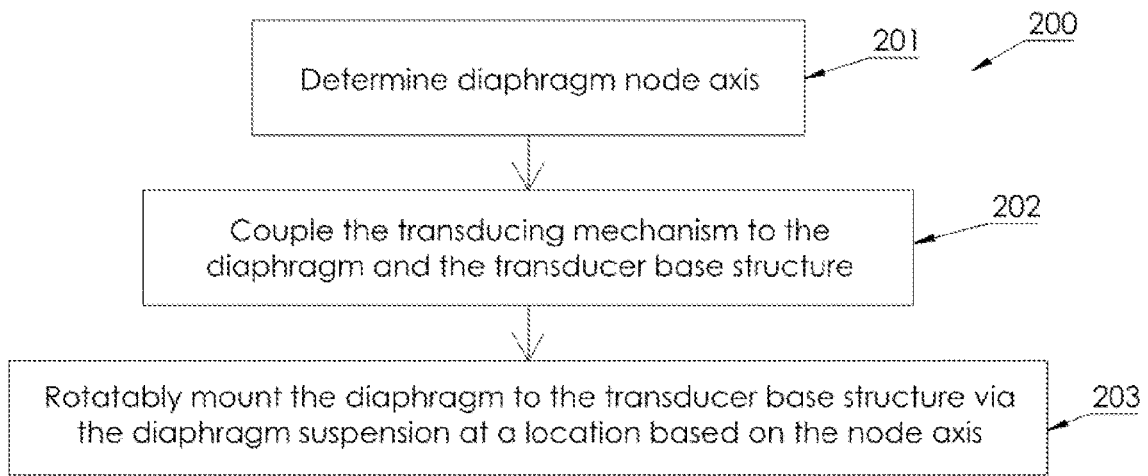 200
201
Determine diaphragm node axis
202
Couple the transducing mechanism to the
diaphragm and the transducer base structure
203
Rotatably mount the diaphragm to the transducer base structure via
the diaphragm suspension at a location based on the node axis